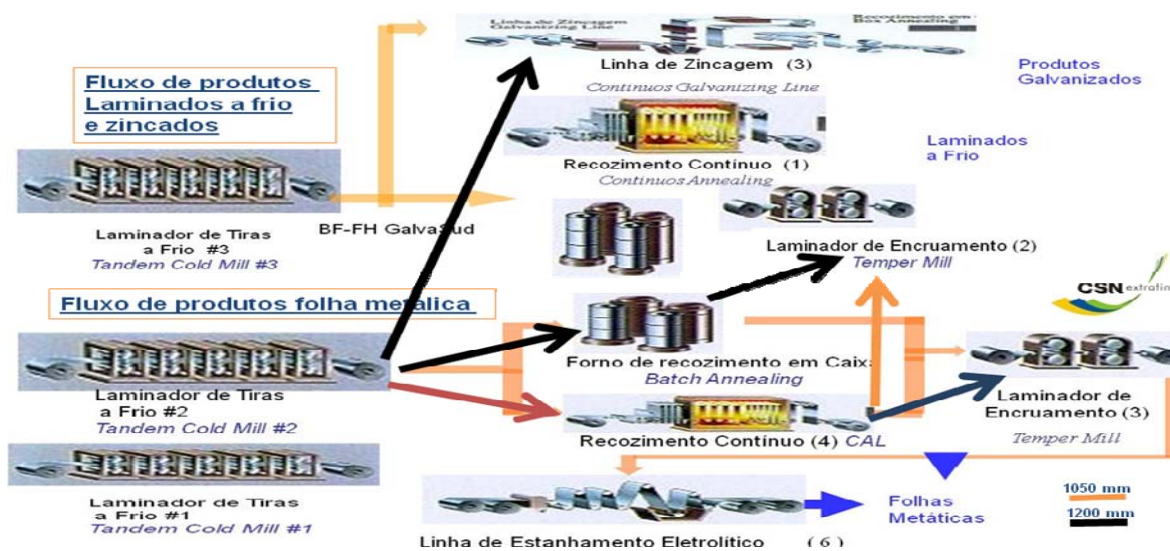 Linha de Zincagem
Galvanizing Line
Recozimento em
Box Annealing
Linha de Zincagem (3)
Continuos Galvanizing Line
Produtos
Galvanizados
Fluxo de produtos
Laminados a frio
e zincados
Recozimento Contínuo (1)
Continuos Annealing
Laminados
a Frio
BF-FH GalvaSud
Laminador de Tiras
a Frio #3
Tandem Cold Mill #3
Laminador de Encruamento (2)
Temper Mill
CSN extrafino
Fluxo de produtos folha metálica
Forno de recozimento em Caixa
Batch Annealing
Laminador de Tiras
a Frio #2
Tandem Cold Mill #2
Laminador de
Encruamento (3)
Temper Mill
Recozimento Contínuo (4) CAL
Laminador de Tiras
a Frio #1
Tandem Cold Mill #1
Folhas
Metáticas
1050 mm
1200 mm
Linha de Estanhamento Eletrolítico (6)